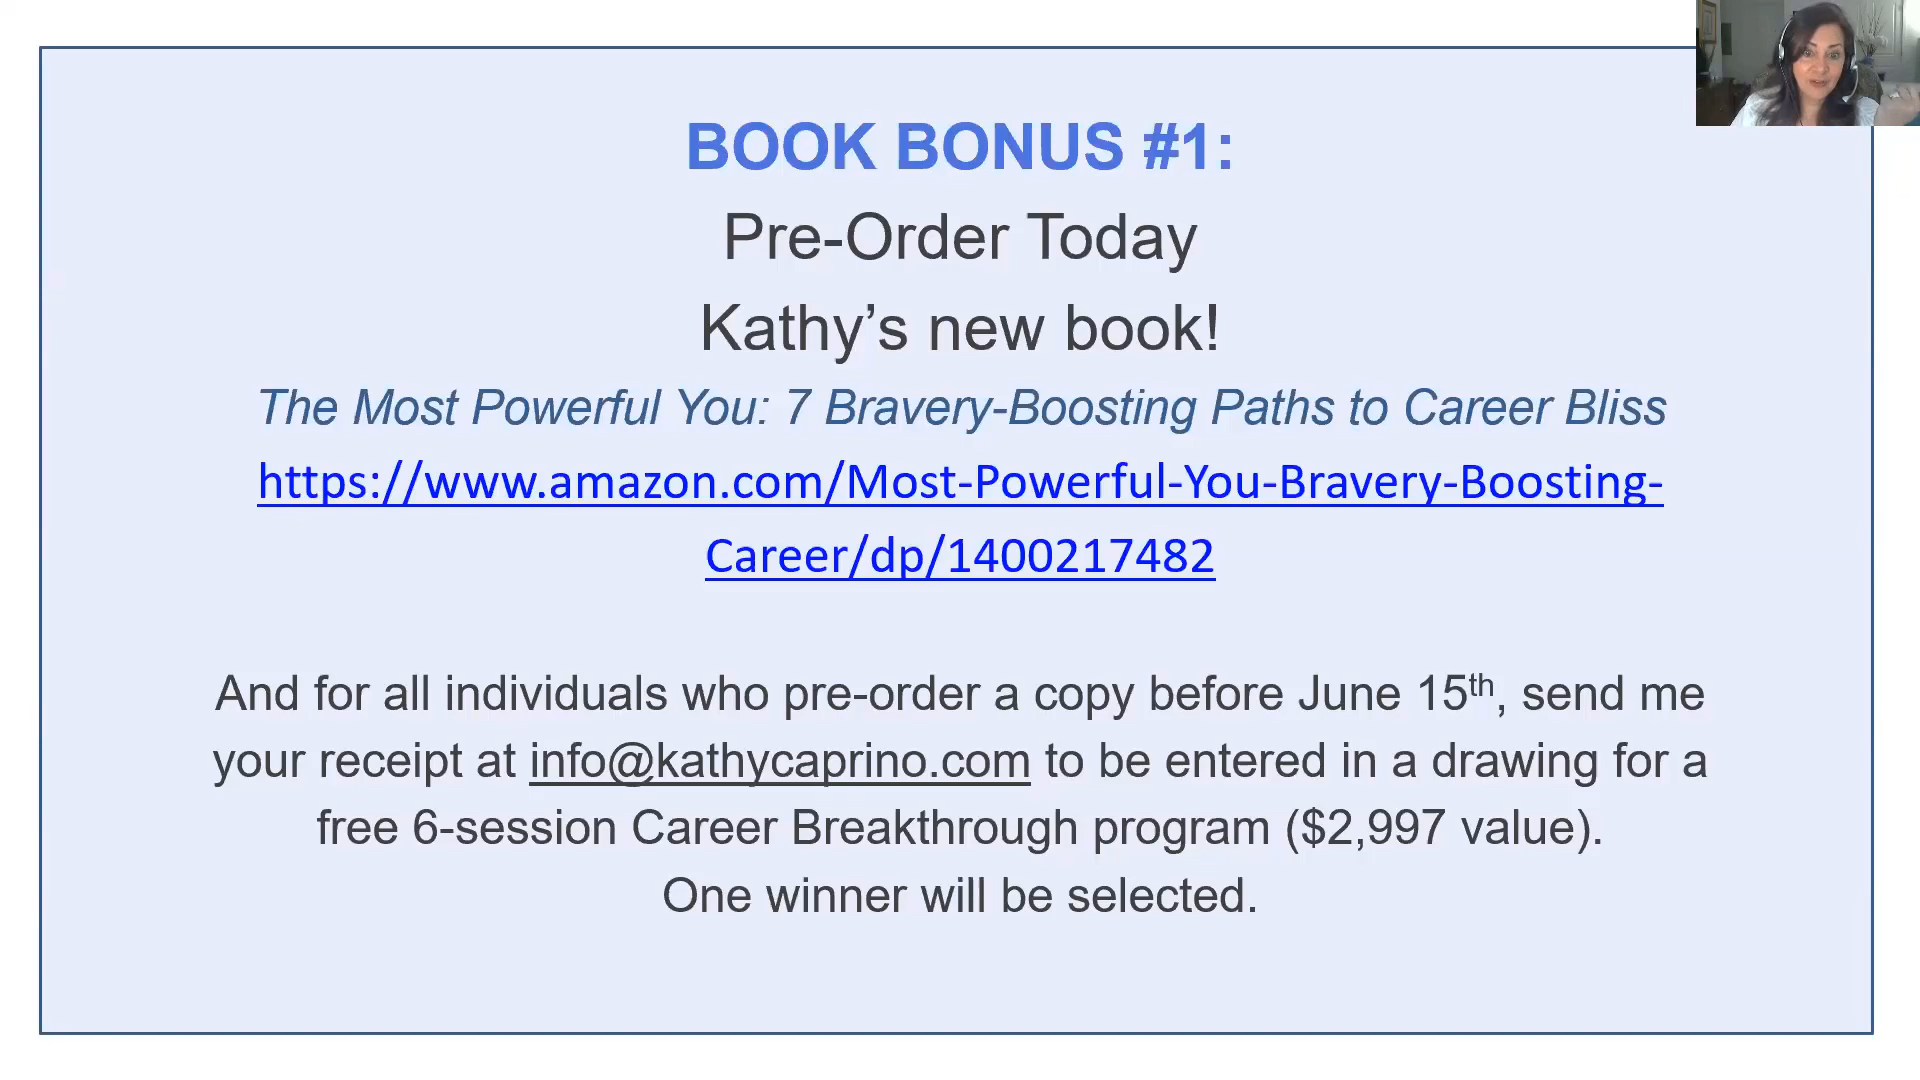 BOOK BONUS #1:
Pre-Order Today
Kathy’s new book!
The Most Powerful You: 7 Bravery-Boosting Paths to Career Bliss
https://www.amazon.com/Most-Powerful-You-Bravery-Boosting-
Career/dp/1400217482
And for all individuals who pre-order a copy before June 15th, send me
your receipt at info@kathycaprino.com to be entered in a drawing for a
free 6-session Career Breakthrough program ($2,997 value).
One winner will be selected.